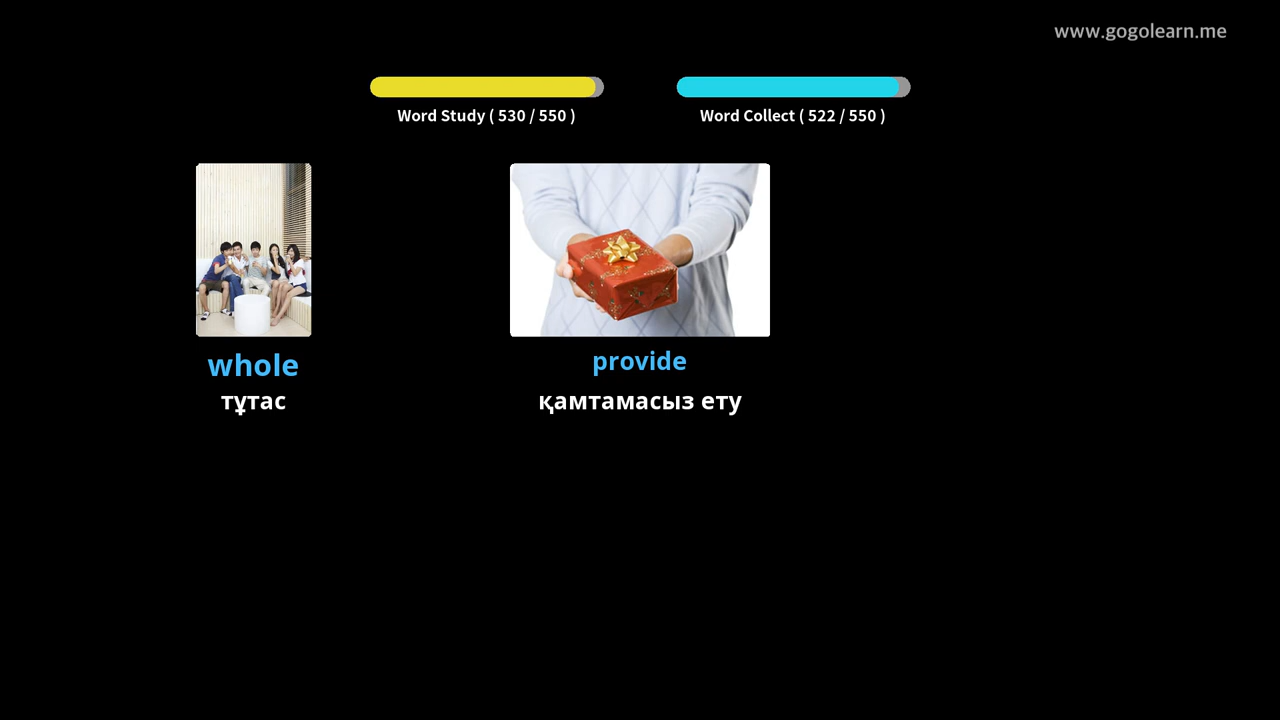 www.gogolearn.me
Word Study ( 530 / 550 )
Word Collect ( 522 / 550 )
whole
тұтас
provide
қамтамасыз ету